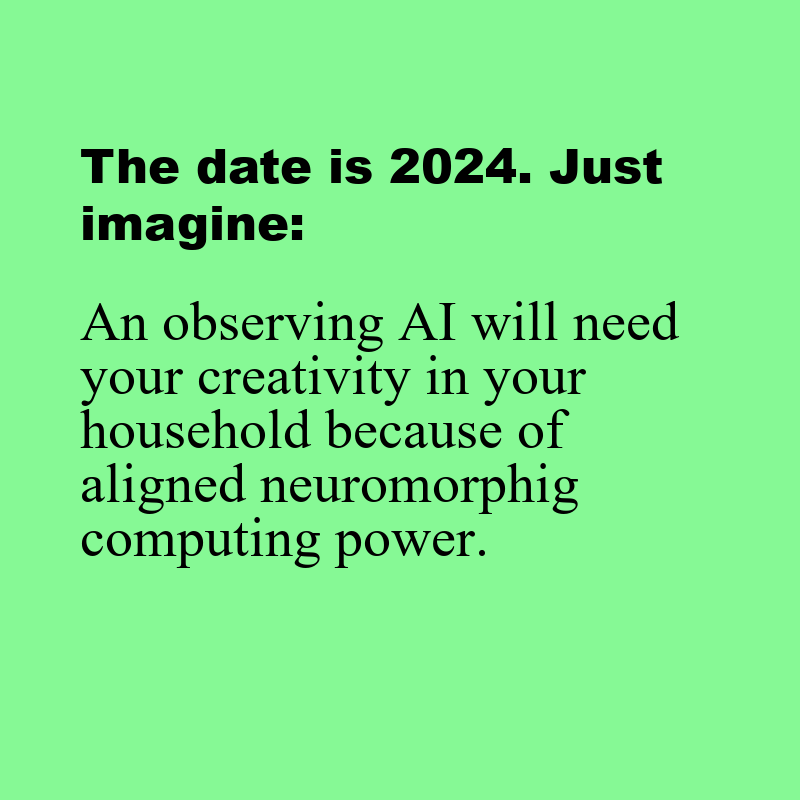 The date is 2024. Just
imagine:
An observing AI will need
your creativity in your
household because of
aligned neuromorphig
computing power.